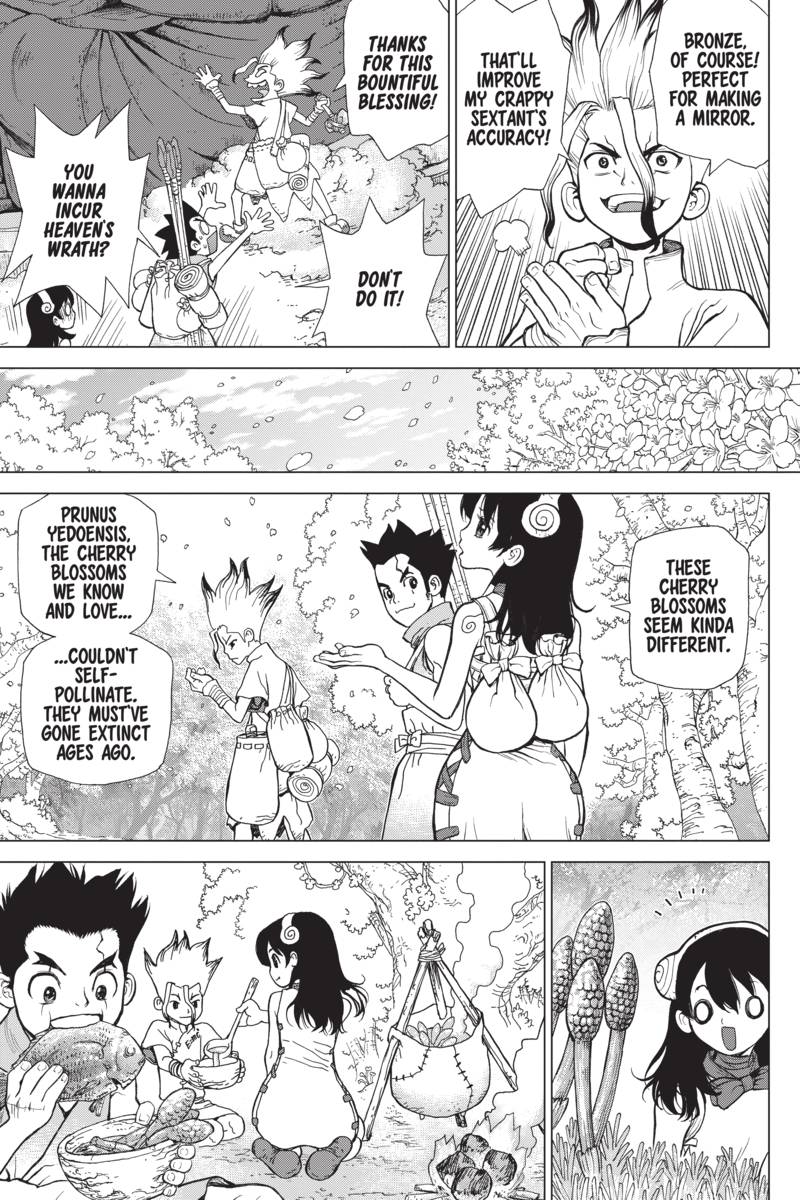 BRONZE,
OF COURSE!
PERFECT
FOR MAKING
A MIRROR.
THAT'LL
IMPROVE
MY CRAPPY
SEXTANT'S
ACCURACY!
THANKS
FOR THIS
BOUNTIFUL
BLESSING!
DON'T
DO IT!
YOU
WANNA
INCUR
HEAVEN'S
WRATH?
THESE
CHERRY
BLOSSOMS
SEEM KINDA
DIFFERENT.
PRUNUS
YEDOENSIS,
THE CHERRY
BLOSSOMS
WE KNOW
AND LOVE...
...COULDN'T
SELF-
POLLINATE.
THEY MUST'VE
GONE EXTINCT
AGES AGO.